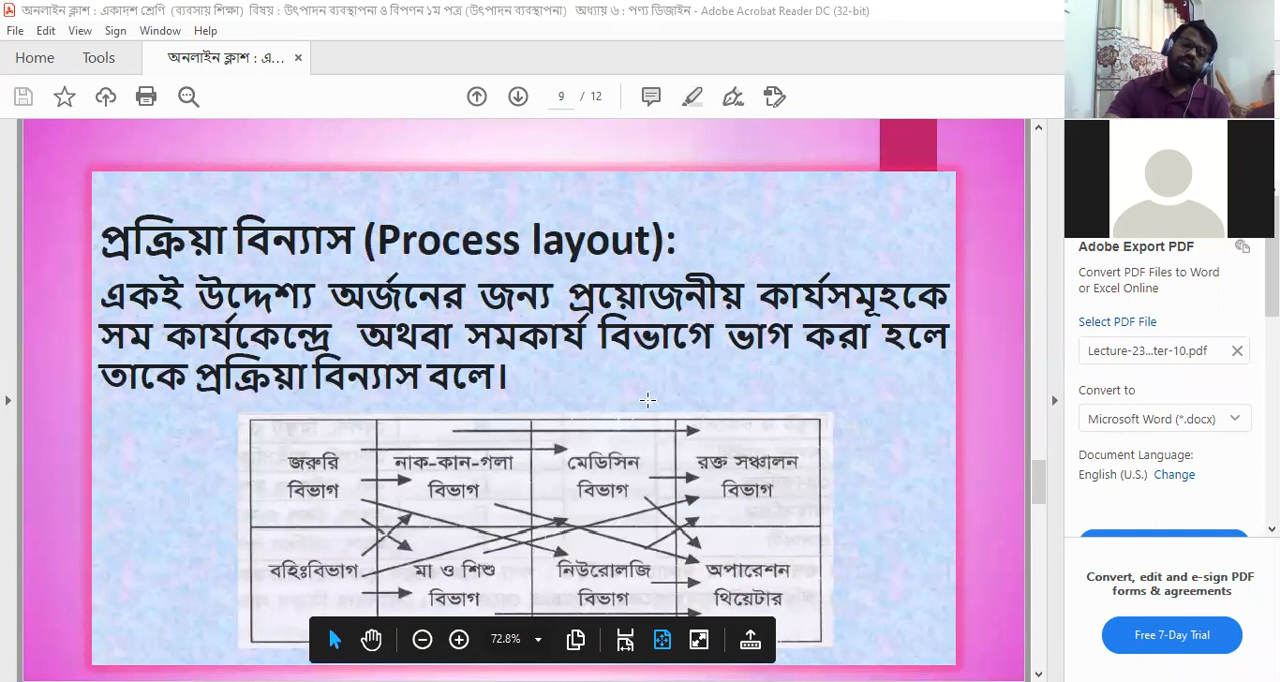 অনলাইন ক্লাশ : একাদশ শ্রেণি (ব্যবসায় শিক্ষা) বিষয় : উৎপাদন ব্যবস্থাপনা ও বিপণন ১ম পত্র (উৎপাদন ব্যবস্থাপনা) অধ্যায় ৬ : পণ্য ডিজাইন - Adobe Acrobat Reader DC (32-bit)
File Edit View Sign Window Help
Home Tools অনলাইন ক্লাশ : এ... ×
9 / 12
প্রক্রিয়া বিন্যাস (Process layout):
একই উদ্দেশ্য অর্জনের জন্য প্রয়োজনীয় কার্যসমূহকে
সম কার্যকেন্দ্রে অথবা সমকার্য বিভাগে ভাগ করা হলে
তাকে প্রক্রিয়া বিন্যাস বলে।
জরুরি বিভাগ
নাক-কান-গলা বিভাগ
মেডিসিন বিভাগ
রক্ত সঞ্চালন বিভাগ
বহিঃবিভাগ
মা ও শিশু বিভাগ
নিউরোলজি বিভাগ
অপারেশন থিয়েটার
72.8%
Adobe Export PDF
Convert PDF Files to Word
or Excel Online
Select PDF File
Lecture-23...ter-10.pdf
Convert to
Microsoft Word (*.docx)
Document Language:
English (U.S.) Change
Convert, edit and e-sign PDF
forms & agreements
Free 7-Day Trial